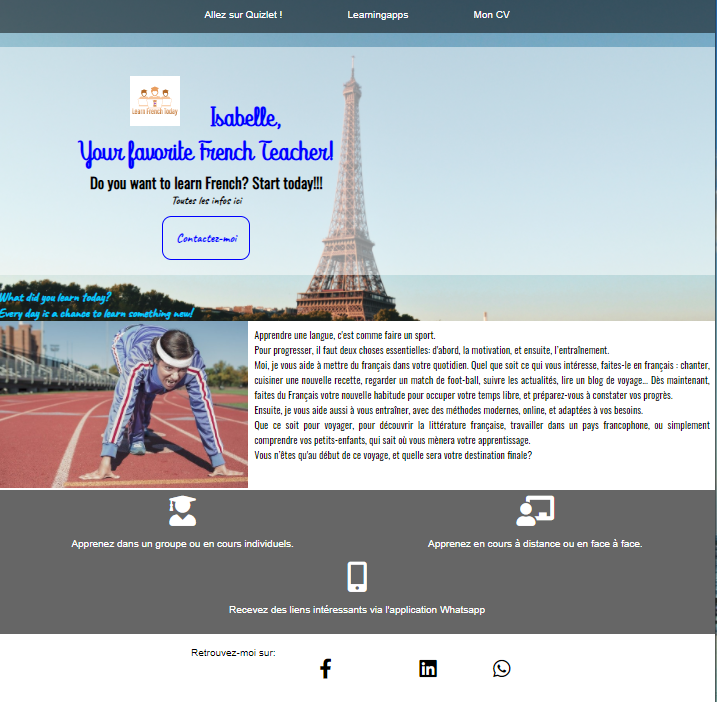 Allez sur Quizlet !
Learningapps
Mon CV
Learn French Today
Isabelle,
Your favorite French Teacher!
Do you want to learn French? Start today!!!
Toutes les infos ici
Contactez-moi
What did you learn today?
Every day is a chance to learn something new!
Apprendre une langue, c'est comme faire un sport.
Pour progresser, il faut deux choses essentielles: d'abord, la motivation, et ensuite, l'entraînement.
Moi, je vous aide à mettre du français dans votre quotidien. Quel que soit ce qui vous intéresse, faites-le en français : chanter,
cuisiner une nouvelle recette, regarder un match de foot-ball, suivre les actualités, lire un blog de voyage... Dès maintenant,
faites du Français votre nouvelle habitude pour occuper votre temps libre, et préparez-vous à constater vos progrès.
Ensuite, je vous aide aussi à vous entraîner, avec des méthodes modernes, online, et adaptées à vos besoins.
Que ce soit pour voyager, pour découvrir la littérature française, travailler dans un pays francophone, ou simplement
comprendre vos petits-enfants, qui sait où vous mènera votre apprentissage.
Vous n'êtes qu'au début de ce voyage, et quelle sera votre destination finale?
Apprenez dans un groupe ou en cours individuels.
Apprenez en cours à distance ou en face à face.
Recevez des liens intéressants via l'application Whatsapp
Retrouvez-moi sur: